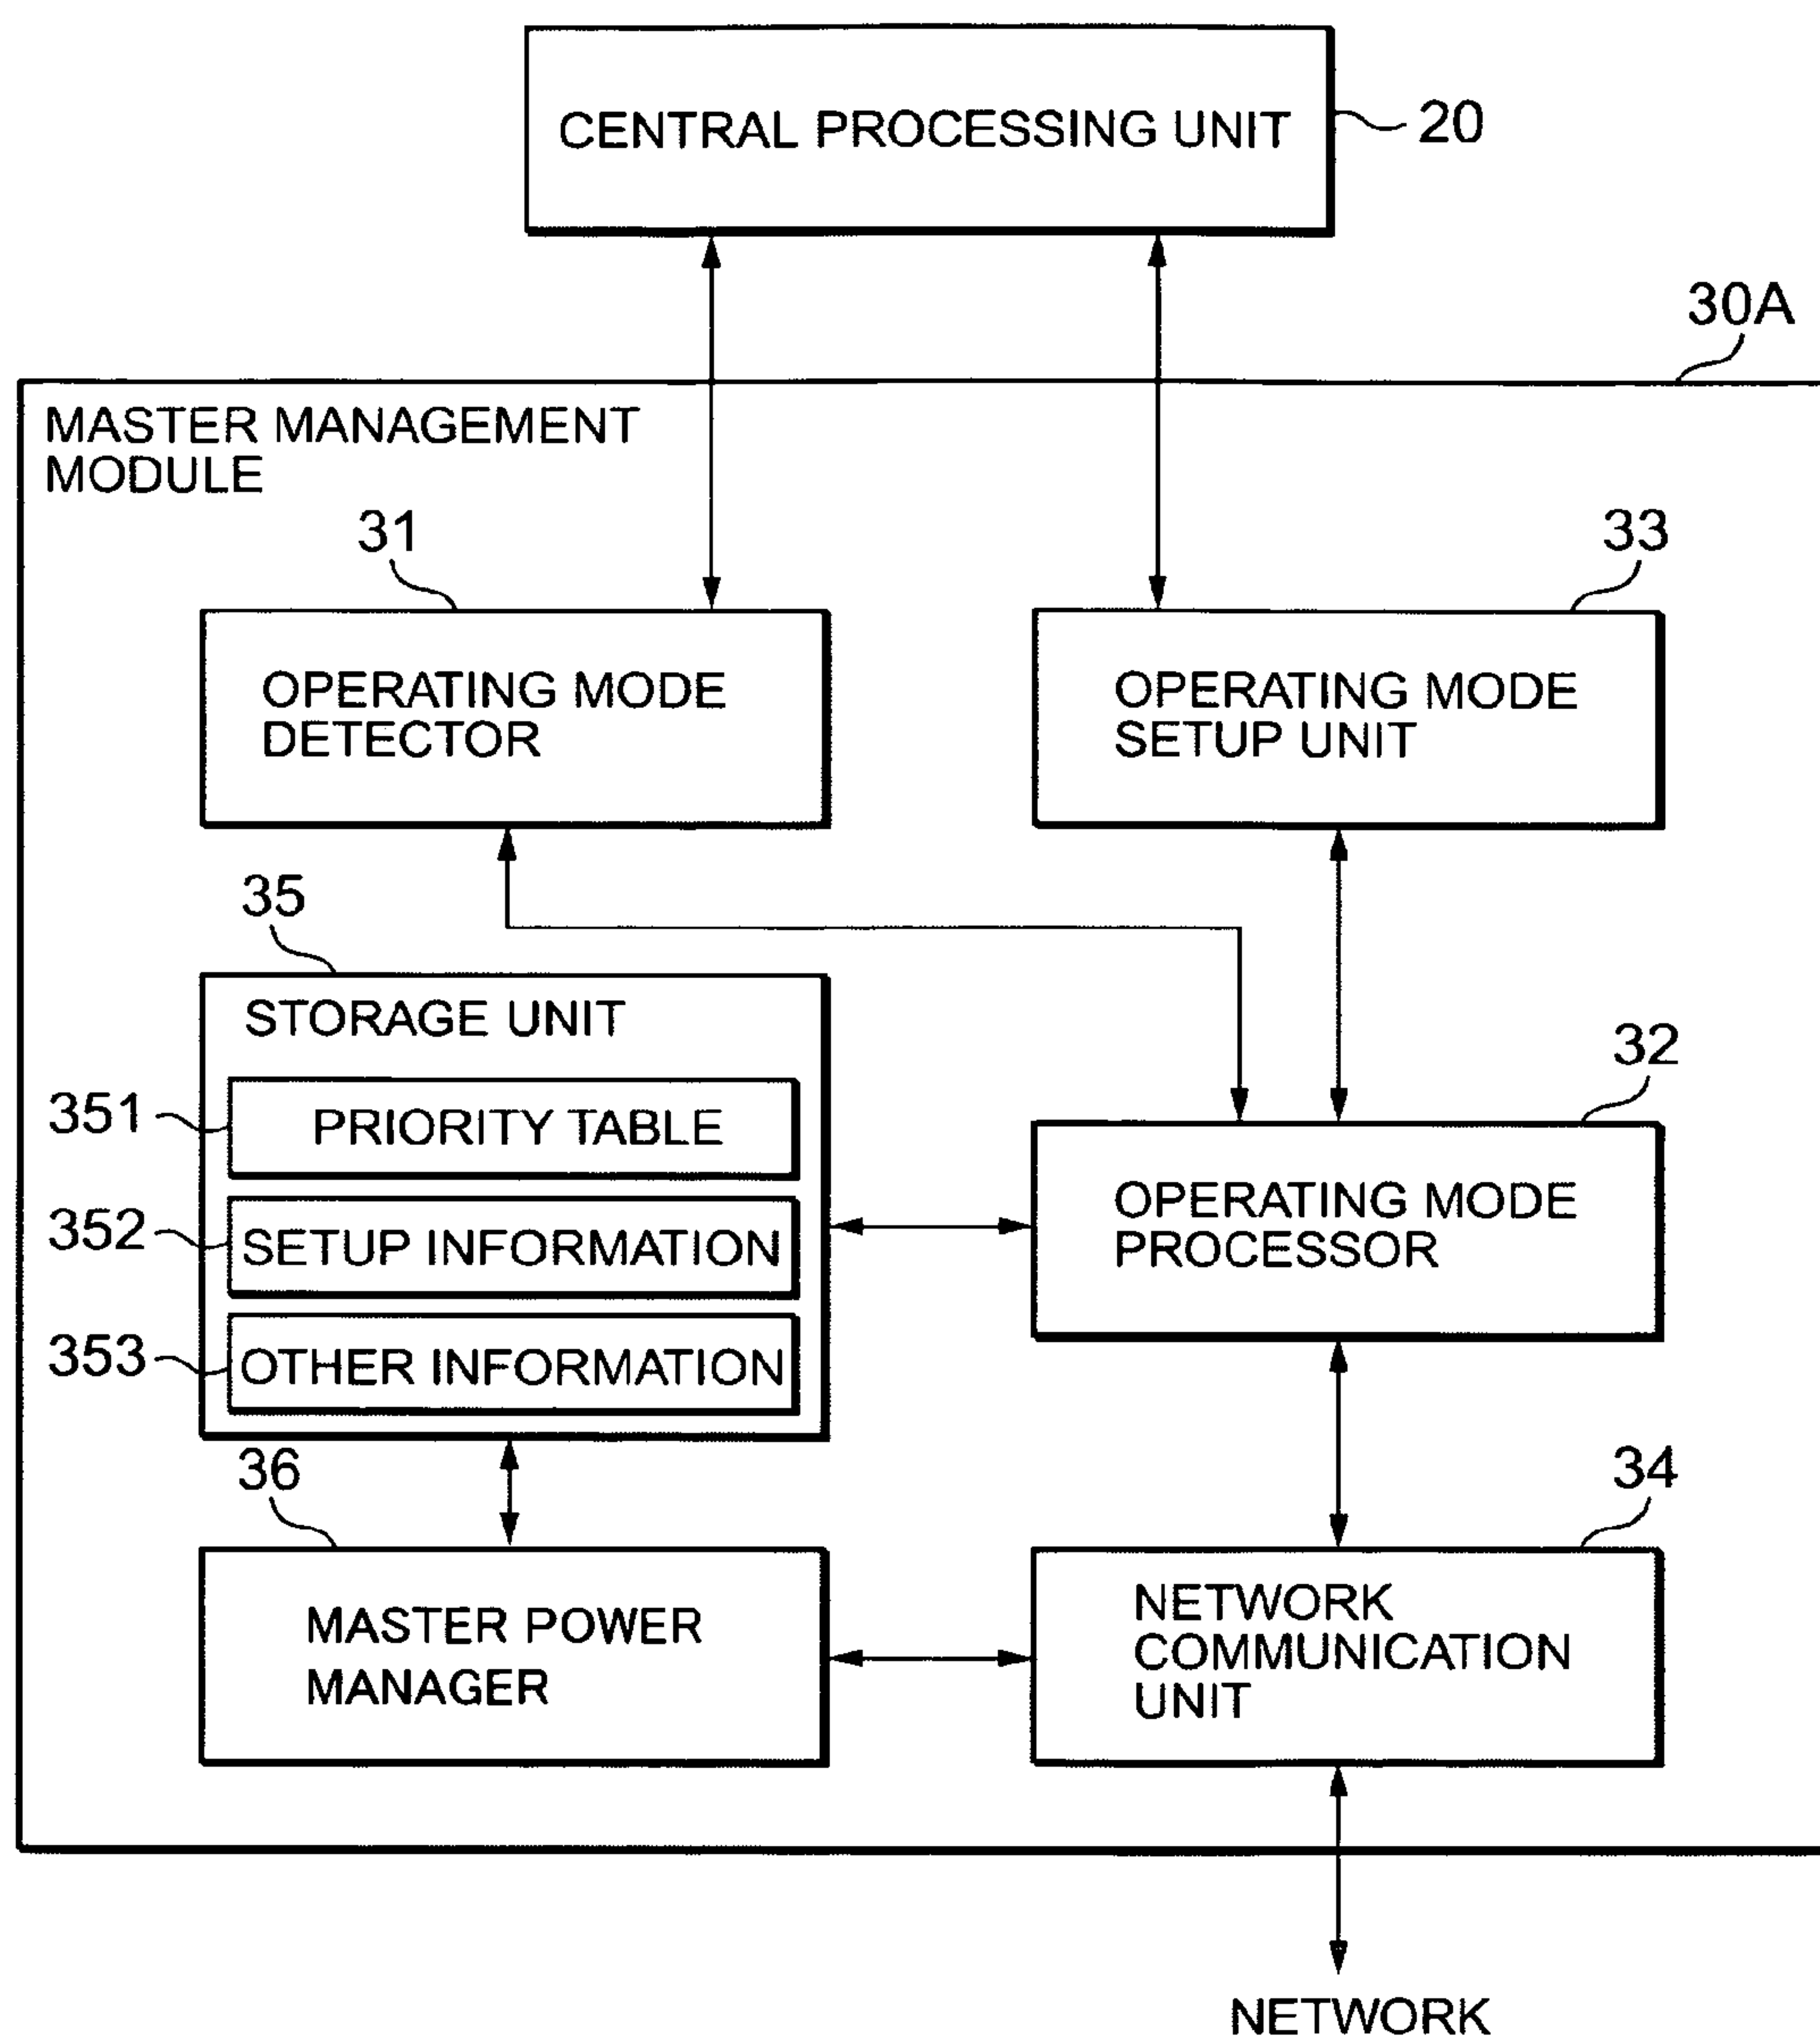 CENTRAL PROCESSING UNIT
20
30A
MASTER MANAGEMENT
MODULE
31
33
OPERATING MODE
DETECTOR
OPERATING MODE
SETUP UNIT
35
STORAGE UNIT
32
351
PRIORITY TABLE
352
SETUP INFORMATION
OPERATING MODE
PROCESSOR
353
OTHER INFORMATION
36
34
MASTER POWER
MANAGER
NETWORK
COMMUNICATION
UNIT
NETWORK